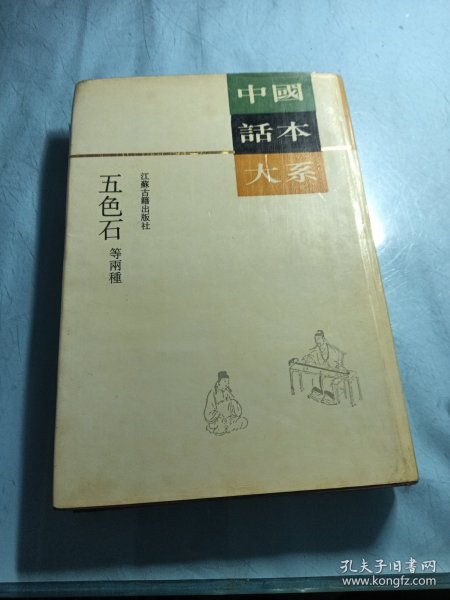 中國
話本
大系
江蘇古籍出版社
五色石 等兩種
孔夫子旧书网
www.kongfz.com